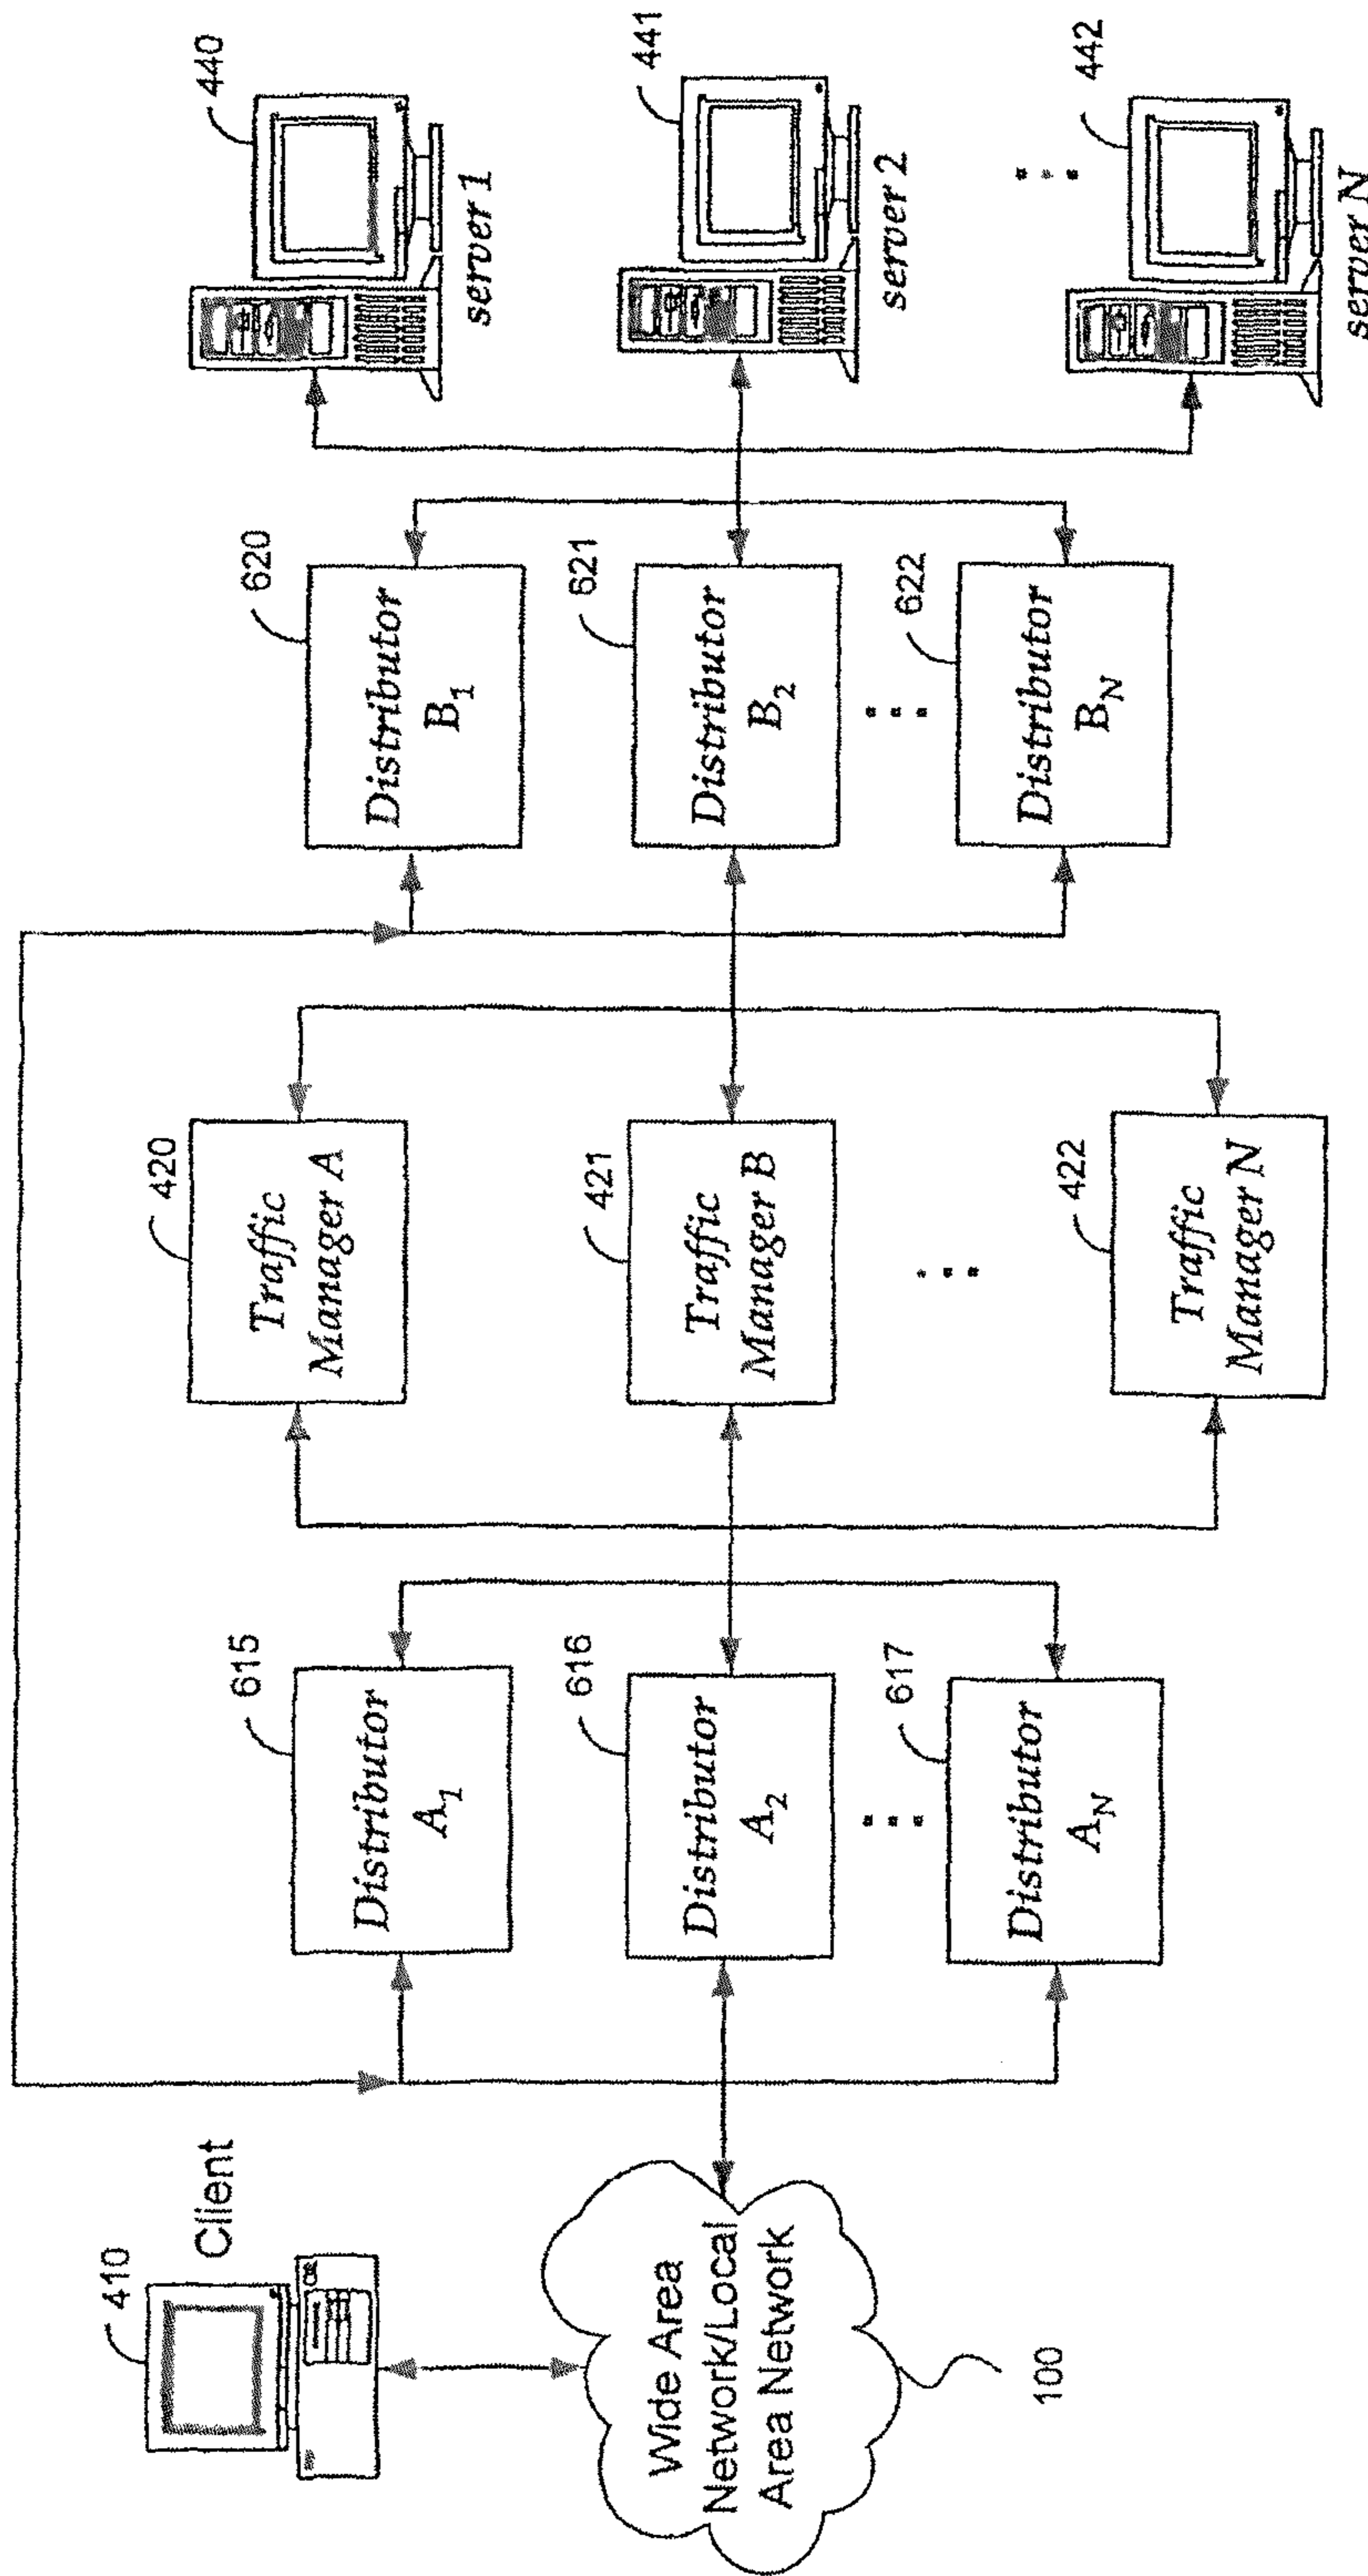 410
Client
Wide Area
Network/Local
Area Network
100
615
Distributor
A₁
616
Distributor
A₂
617
Distributor
A_N
420
Traffic
Manager A
421
Traffic
Manager B
422
Traffic
Manager N
620
Distributor
B₁
621
Distributor
B₂
622
Distributor
B_N
440
server 1
441
server 2
442
server N